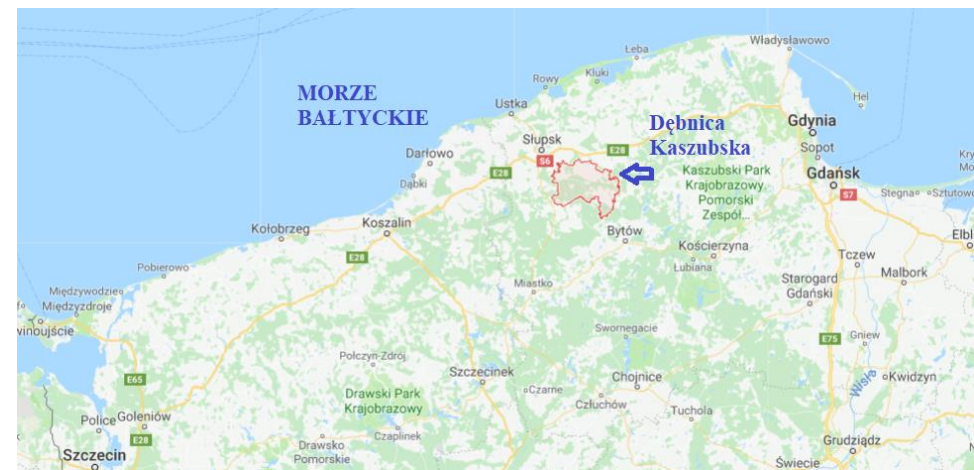 Władysławowo
Łeba
Kluki
Rowy
Hel
MORZE
BAŁTYCKIE
Ustka
Gdynia
Dębnica
Kaszubska
Słupsk
Sopot
Kry
Mo
E28
S6
Darłowo
Kaszubski Park
Krajobrazowy.
Pomorski
Zespół...
Gdańsk
E28
Dąbki
S7
Stegna
Sztutowo
Koszalin
Kołobrzeg
Bytów
Elbl
Kościerzyna
E28
Tczew
Lubiana
Pobierowo
Malbork
Miastko
Starogard
Gdański
Międzywodzie
Międzyzdroje
winoujście
Swornegacie
E75
Gniew
Połczyn-Zdrój
Szczecinek
Chojnice
Wisła
Kwidzyn
E65
Drawski Park
Krajobrazowy
Czarne
Człuchów
Tuchola
Police
Goleniów
E28
Czaplinek
Drawsko
Pomorskie
Grudziądz
Szczecin
Świecie